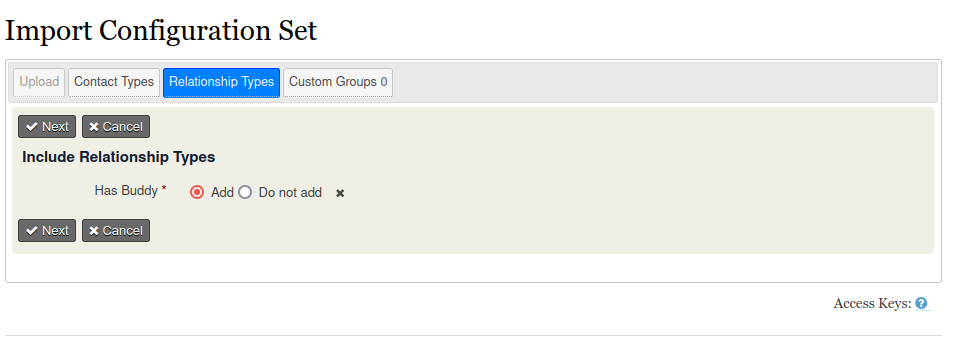 Import Configuration Set
Upload Contact Types Relationship Types Custom Groups 0
Next Cancel
Include Relationship Types
Has Buddy * Add Do not add
Next Cancel
Access Keys: ?